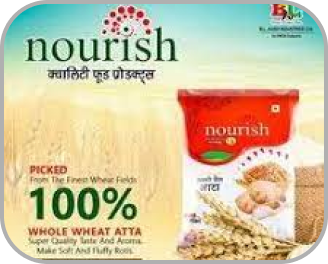 nourish
क्वालिटी फूड प्रोडक्ट्स
nourish
आटा
PICKED
From The Finest Wheat Fields
100%
WHOLE WHEAT ATTA
Super Quality Taste And Aroma.
Make Soft And Fluffy Rotis.